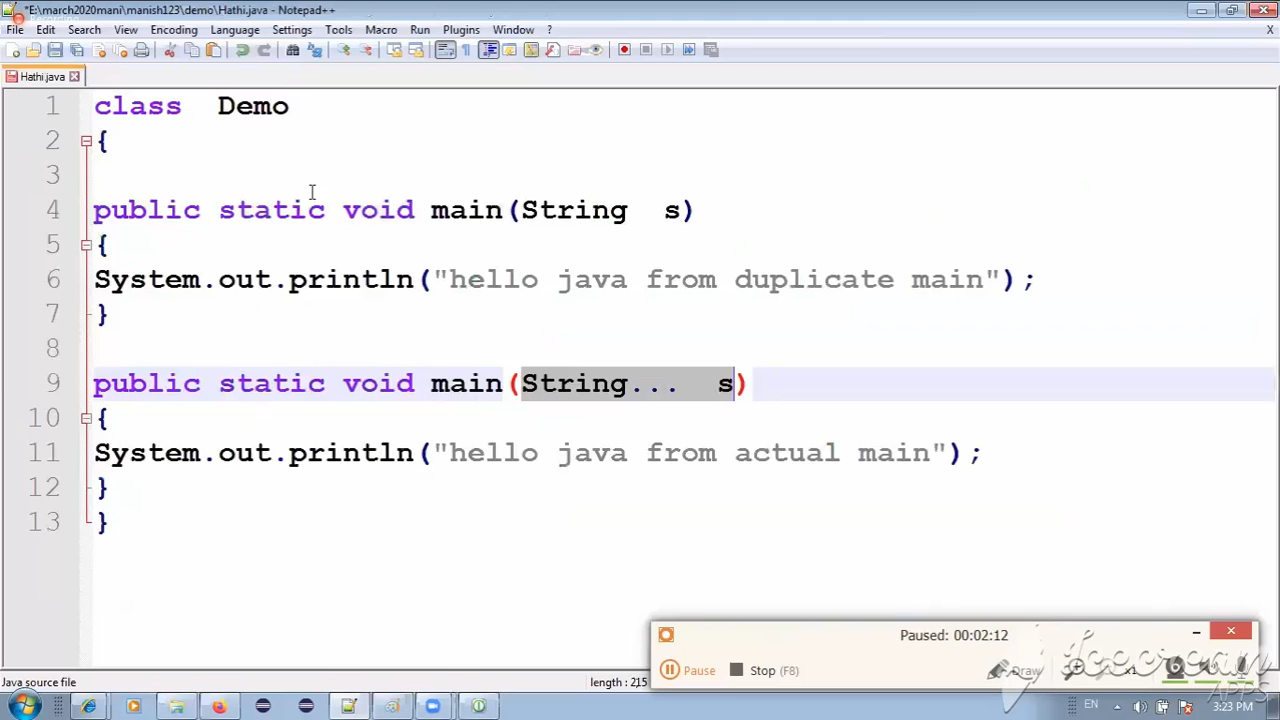 *E:\march2020mani\manish123\demo\Hathi.java - Notepad++
File Edit Search View Encoding Language Settings Tools Macro Run Plugins Window ? X
Hathi.java
1 class Demo
2 {
3
4 public static void main(String s)
5 {
6 System.out.println("hello java from duplicate main");
7 }
8
9 public static void main(String... s)
10 {
11 System.out.println("hello java from actual main");
12 }
13 }
Paused: 00:02:12
Pause Stop (F8) Draw
Icecream
APPS
Java source file length : 215
EN 3:23 PM